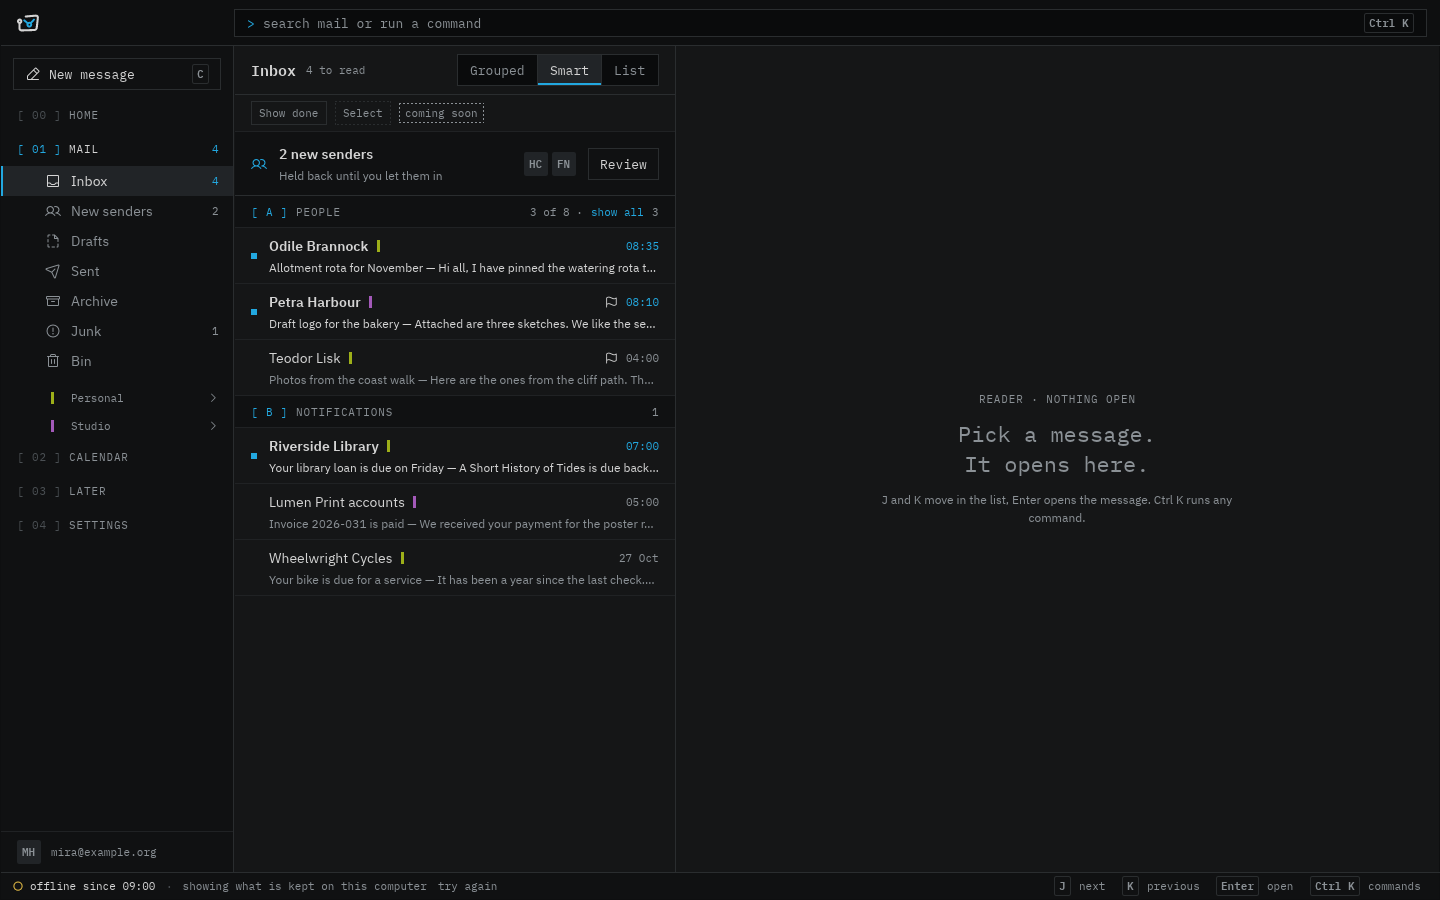 > search mail or run a command Ctrl K
New message C
[ 00 ] HOME
[ 01 ] MAIL 4
Inbox 4
New senders 2
Drafts
Sent
Archive
Junk 1
Bin
Personal
Studio
[ 02 ] CALENDAR
[ 03 ] LATER
[ 04 ] SETTINGS
MH mira@example.org
Inbox 4 to read Grouped Smart List
Show done Select coming soon
2 new senders
Held back until you let them in
HC FN Review
[ A ] PEOPLE 3 of 8 · show all 3
Odile Brannock 08:35
Allotment rota for November — Hi all, I have pinned the watering rota t...
Petra Harbour 08:10
Draft logo for the bakery — Attached are three sketches. We like the se...
Teodor Lisk 04:00
Photos from the coast walk — Here are the ones from the cliff path. Th...
[ B ] NOTIFICATIONS 1
Riverside Library 07:00
Your library loan is due on Friday — A Short History of Tides is due back...
Lumen Print accounts 05:00
Invoice 2026-031 is paid — We received your payment for the poster r...
Wheelwright Cycles 27 Oct
Your bike is due for a service — It has been a year since the last check....
READER · NOTHING OPEN
Pick a message.
It opens here.
J and K move in the list, Enter opens the message. Ctrl K runs any
command.
offline since 09:00 · showing what is kept on this computer try again
J next K previous Enter open Ctrl K commands